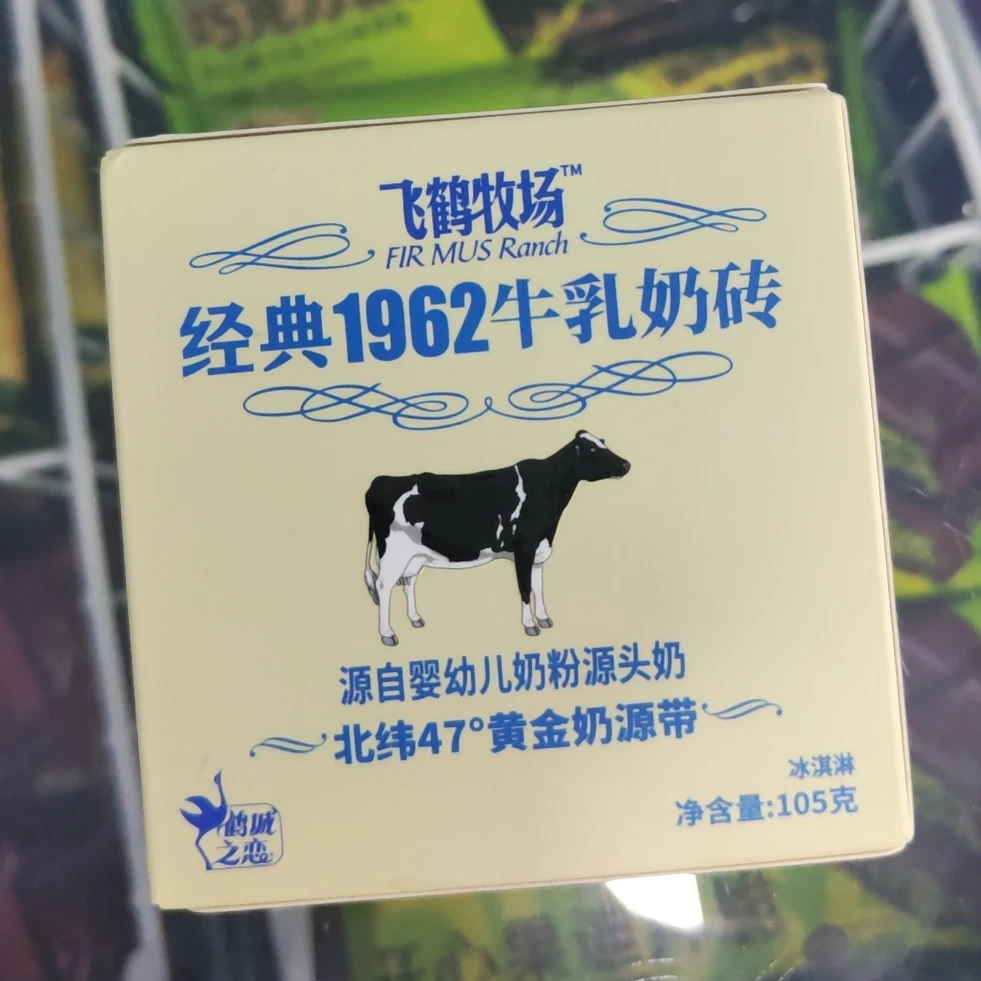 飞鹤牧场™
FIR MUS Ranch
经典1962牛乳奶砖
源自婴幼儿奶粉源头奶
北纬47°黄金奶源带
冰淇淋
净含量:105克
鹤城
之恋